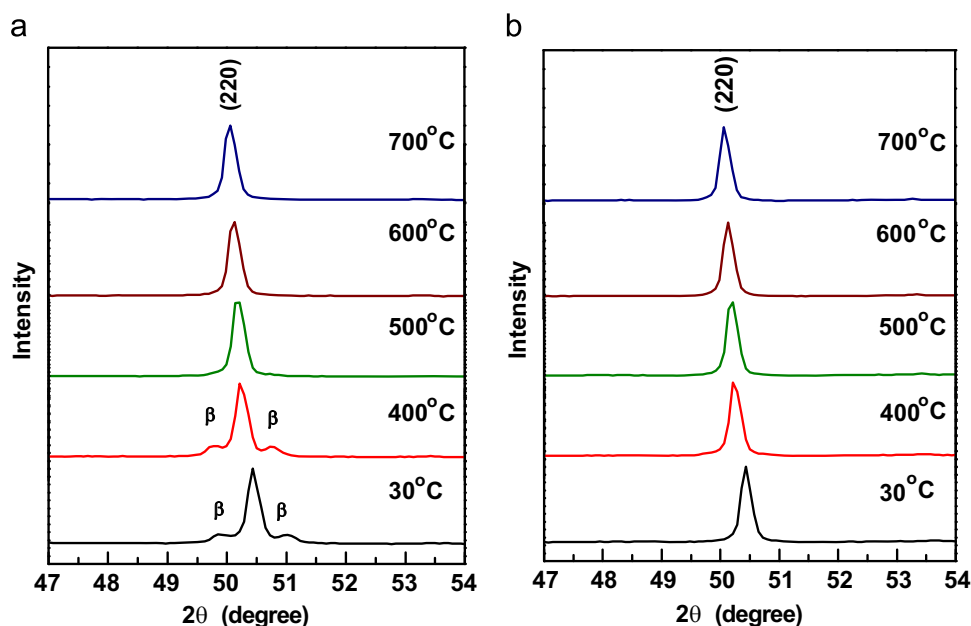 a
(220)
700°C
600°C
500°C
β 400°C β
β 30°C β
Intensity
47 48 49 50 51 52 53 54
2θ (degree)
b
(220)
700°C
600°C
500°C
400°C
30°C
Intensity
47 48 49 50 51 52 53 54
2θ (degree)